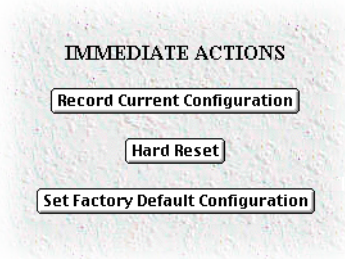 IMMEDIATE ACTIONS
Record Current Configuration
Hard Reset
Set Factory Default Configuration